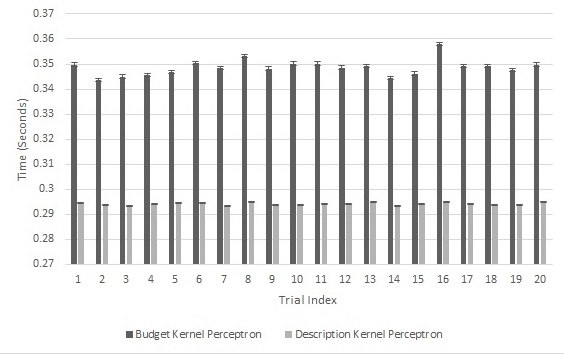 0.37
0.36
0.35
0.34
0.33
0.32
0.31
0.3
0.29
0.28
0.27
Time (Seconds)
1 2 3 4 5 6 7 8 9 10 11 12 13 14 15 16 17 18 19 20
Trial Index
Budget Kernel Perceptron Description Kernel Perceptron